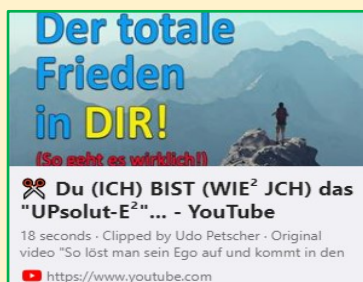 Der totale
Frieden
in DIR!
(So geht es wirklich!)
Du (ICH) BIST (WIE² JCH) das
"UPsolut-E²"... - YouTube
18 seconds · Clipped by Udo Petscher · Original
video "So löst man sein Ego auf und kommt in den
https://www.youtube.com